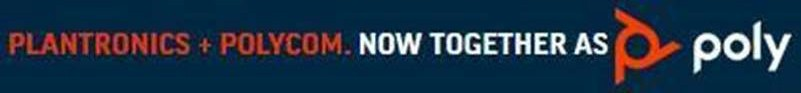 PLANTRONICS + POLYCOM. NOW TOGETHER AS poly